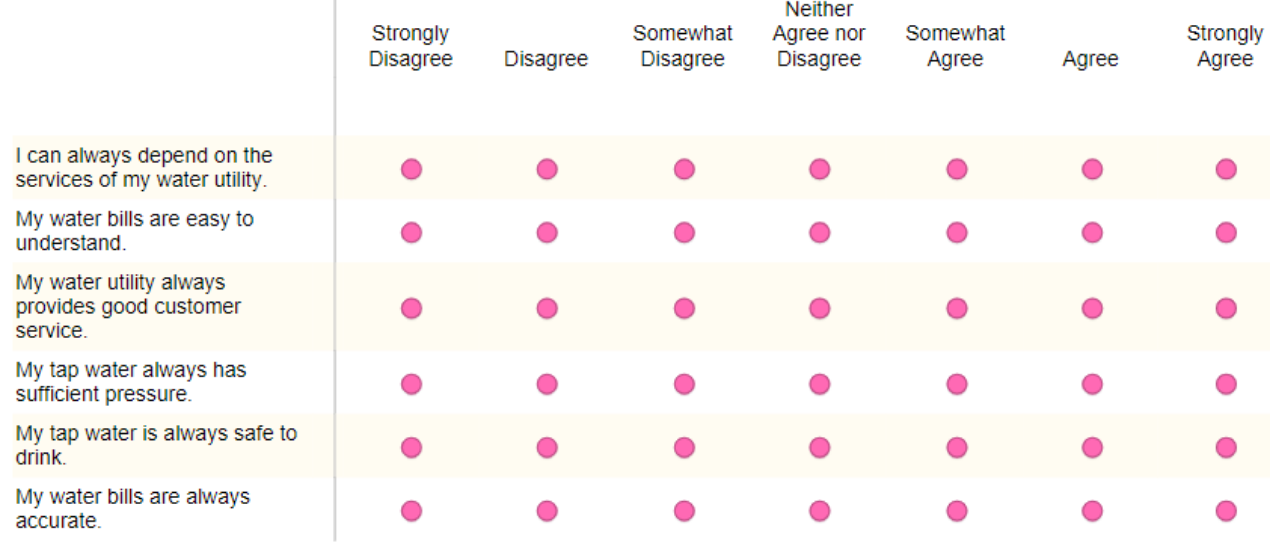 Strongly Disagree
Disagree
Somewhat Disagree
Neither Agree nor Disagree
Somewhat Agree
Agree
Strongly Agree
I can always depend on the
services of my water utility.
My water bills are easy to
understand.
My water utility always
provides good customer
service.
My tap water always has
sufficient pressure.
My tap water is always safe to
drink.
My water bills are always
accurate.